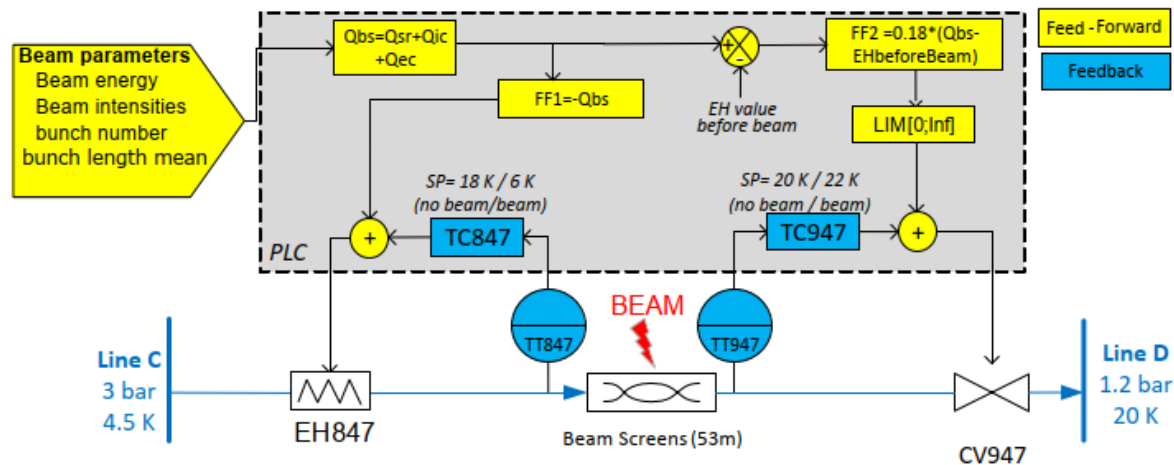 Beam parameters
Beam energy
Beam intensities
bunch number
bunch length mean
Qbs=Qsr+Qic
+Qec
FF1=-Qbs
+
-
EH value
before beam
FF2 =0.18*(Qbs-
EHbeforeBeam)
LIM[0;Inf]
Feed -Forward
Feedback
SP= 18 K / 6 K
(no beam/beam)
TC847
+
PLC
SP= 20 K / 22 K
(no beam / beam)
TC947
+
TT847
BEAM
TT947
Line C
3 bar
4.5 K
EH847
Beam Screens (53m)
CV947
Line D
1.2 bar
20 K